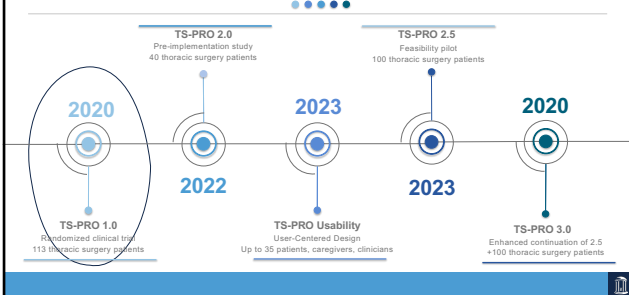 TS-PRO 2.0
Pre-implementation study
40 thoracic surgery patients
TS-PRO 2.5
Feasibility pilot
100 thoracic surgery patients
2020
2023
2020
2022
2023
TS-PRO 1.0
Randomized clinical trial
113 thoracic surgery patients
TS-PRO Usability
User-Centered Design
Up to 35 patients, caregivers, clinicians
TS-PRO 3.0
Enhanced continuation of 2.5
+100 thoracic surgery patients